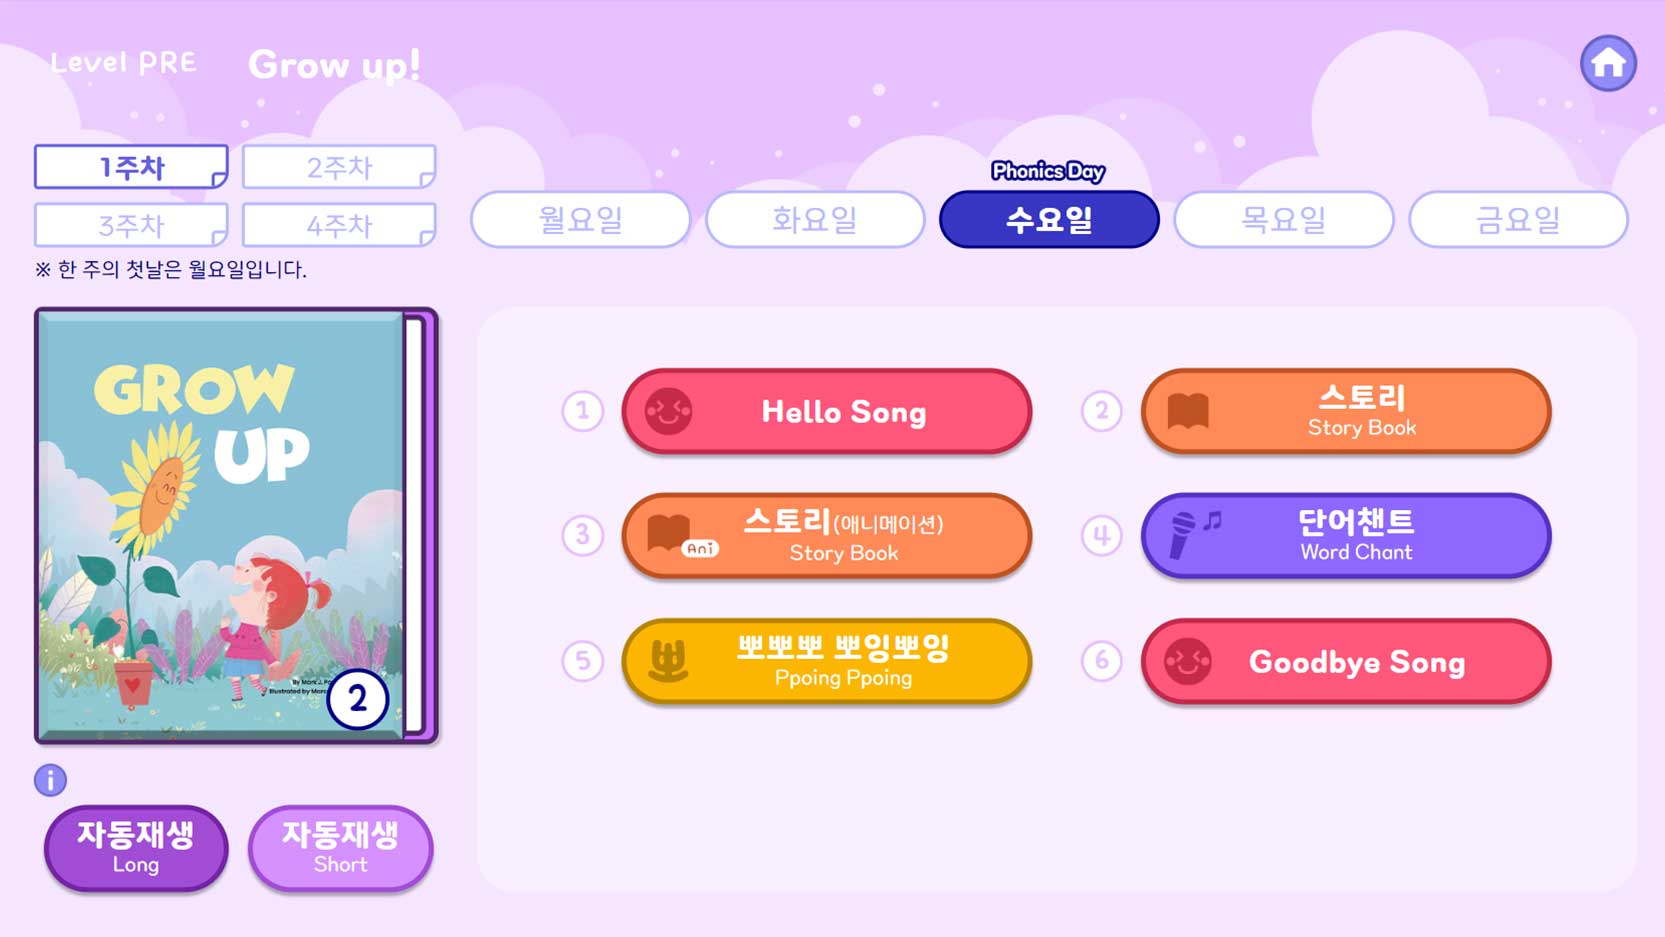 Level PRE
Grow up!
1주차
2주차
3주차
4주차
※ 한 주의 첫날은 월요일입니다.
Phonics Day
월요일
화요일
수요일
목요일
금요일
GROW
UP
By Mark J.
Illustrated by
2
i
자동재생
Long
자동재생
Short
1
Hello Song
2
스토리
Story Book
3
Ani
스토리(애니메이션)
Story Book
4
단어챈트
Word Chant
5
뽀뽀뽀 뽀잉뽀잉
Ppoing Ppoing
6
Goodbye Song